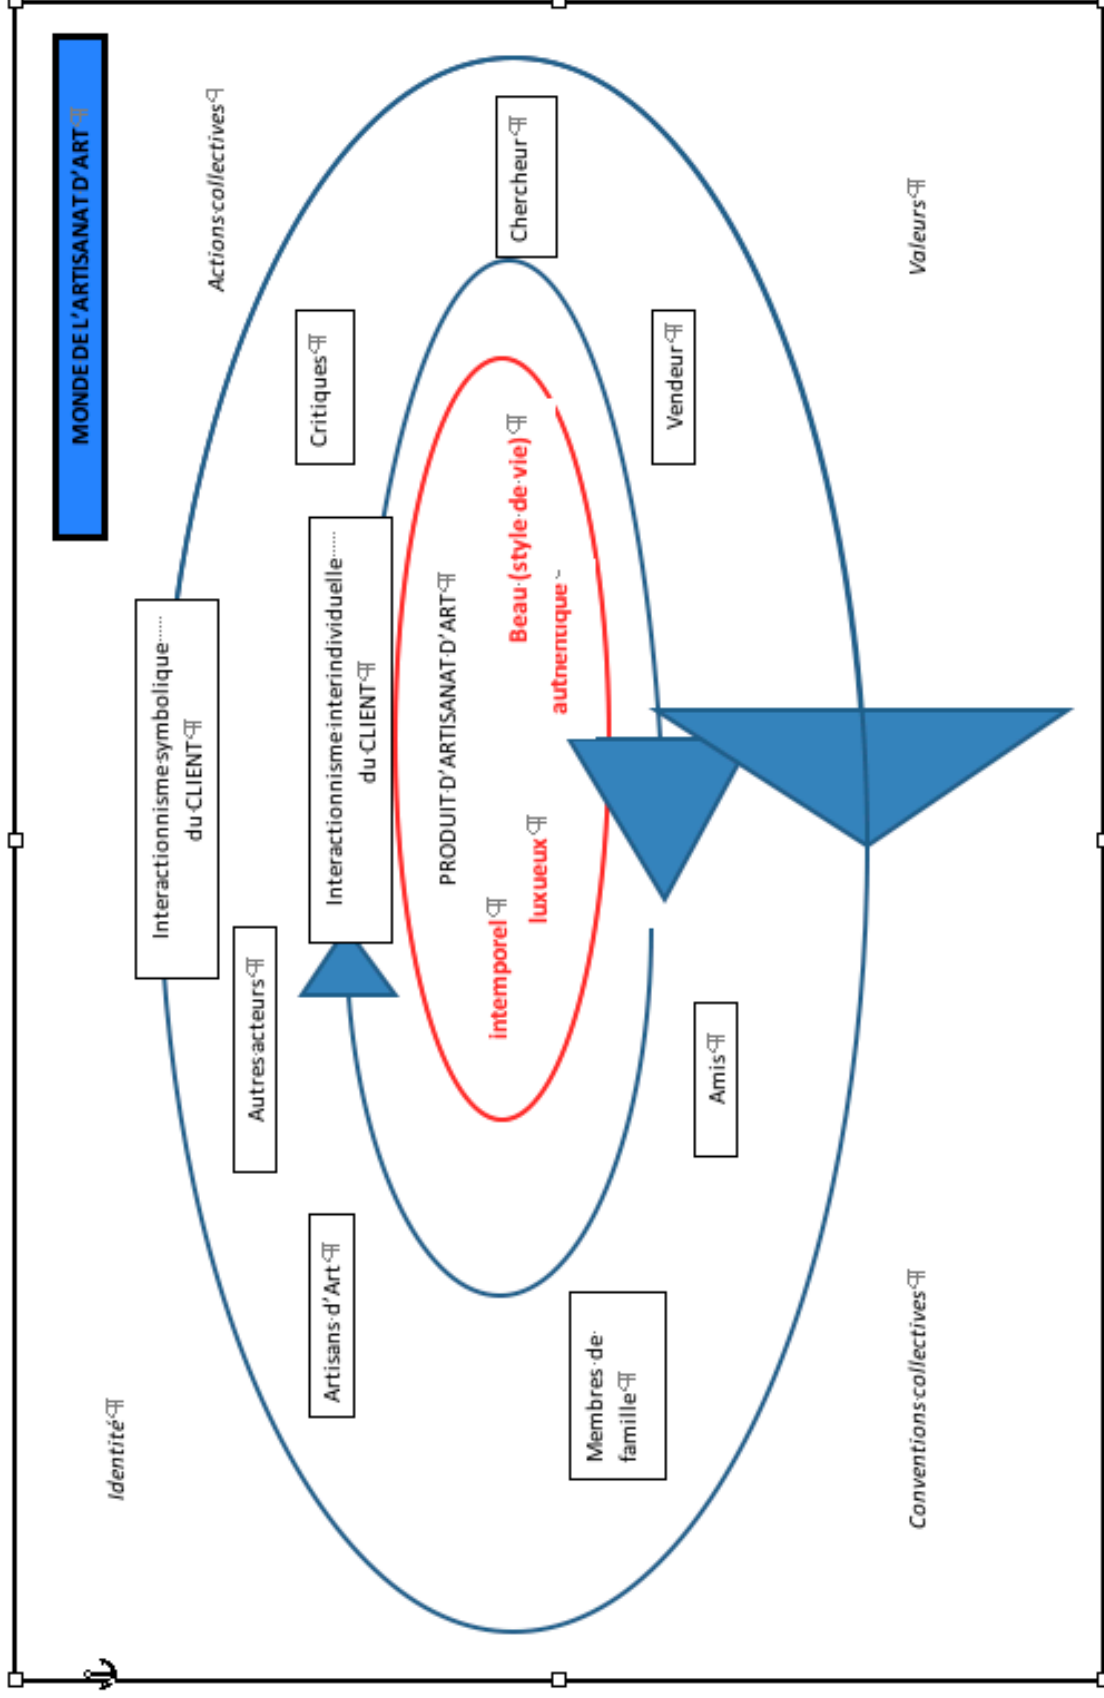 MONDE DE L'ARTISANAT D'ART
Identité
Actions collectives
Interactionnisme symbolique
du CLIENT
Autres acteurs
Critiques
Artisans d'Art
Interactionnisme interindividuelle
du CLIENT
Chercheur
PRODUIT D'ARTISANAT D'ART
intemporel
luxueux
Beau (style de vie)
authentique
Membres de
famille
Amis
Vendeur
Conventions collectives
Valeurs